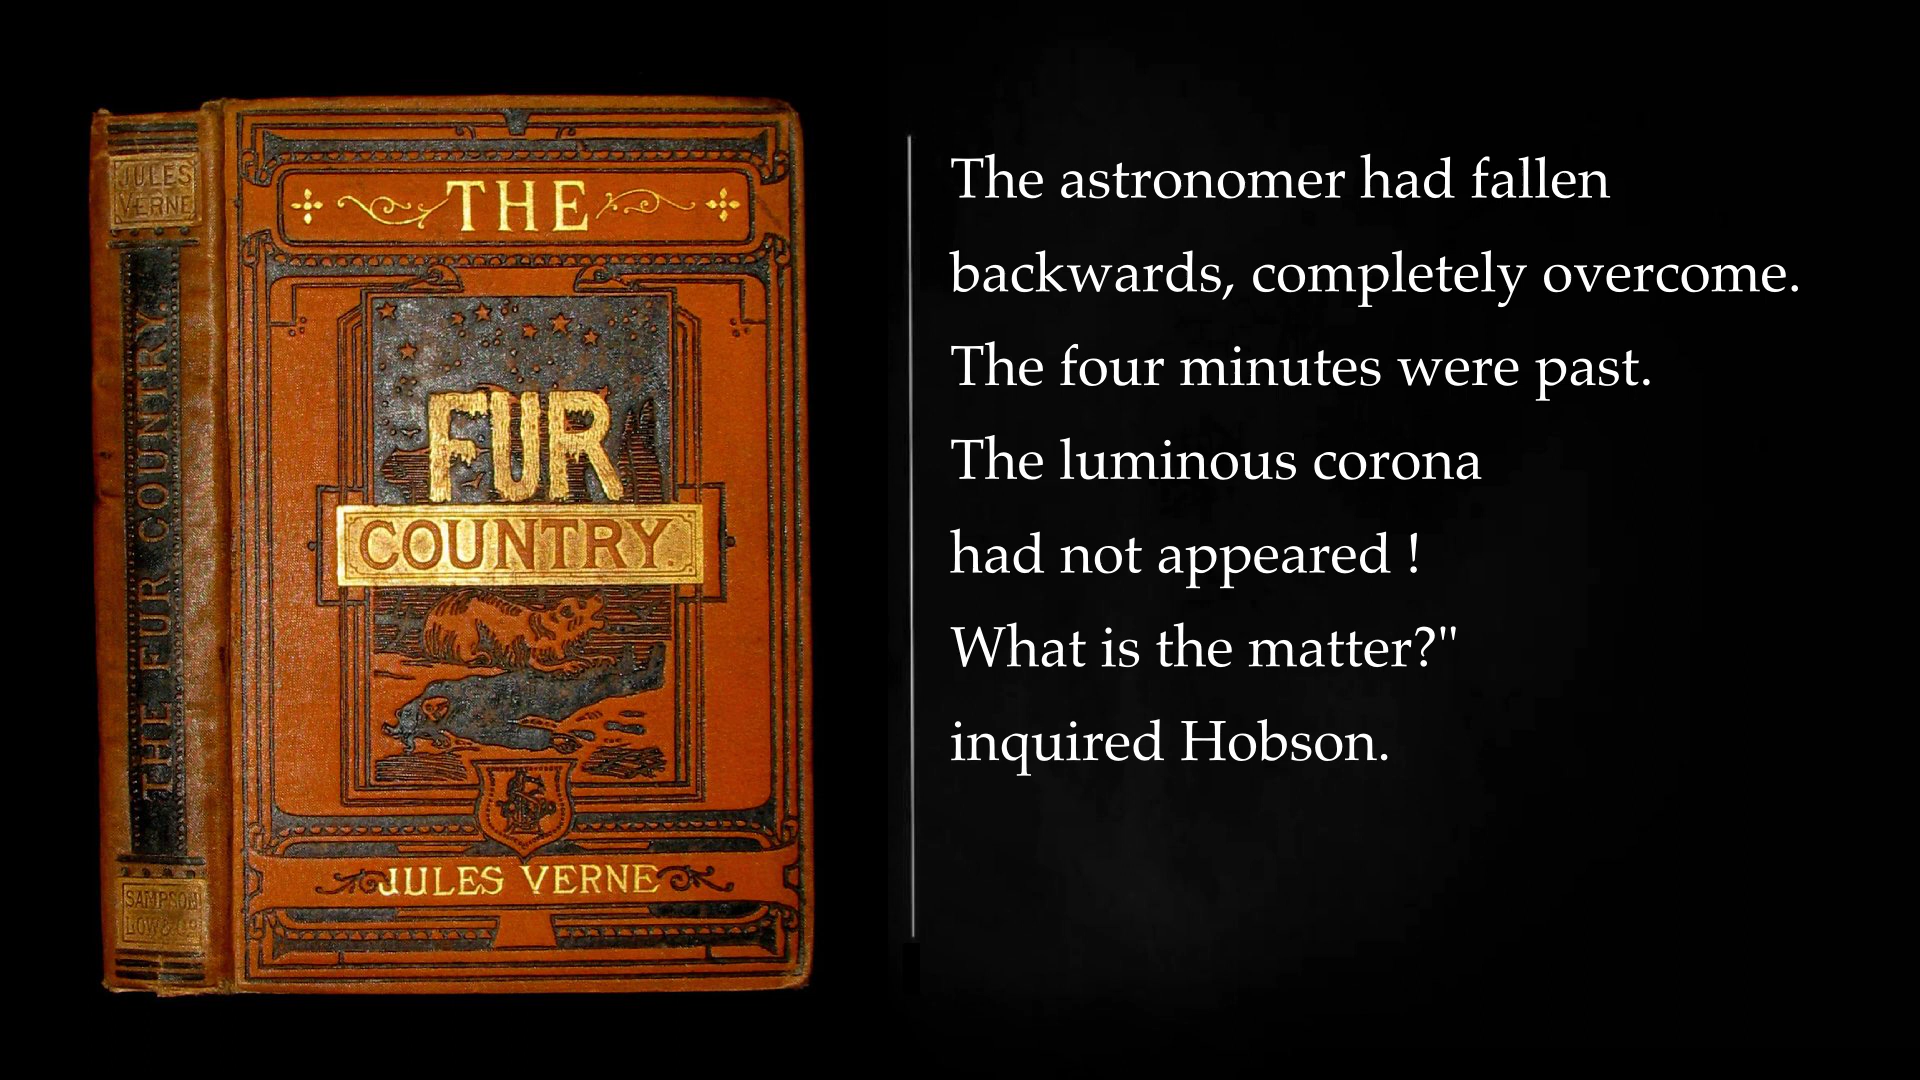 JULES
VERNE
THE FUR COUNTRY.
SAMPSON
LOW & Co
THE
FUR
COUNTRY.
JULES VERNE
The astronomer had fallen
backwards, completely overcome.
The four minutes were past.
The luminous corona
had not appeared !
What is the matter?"
inquired Hobson.